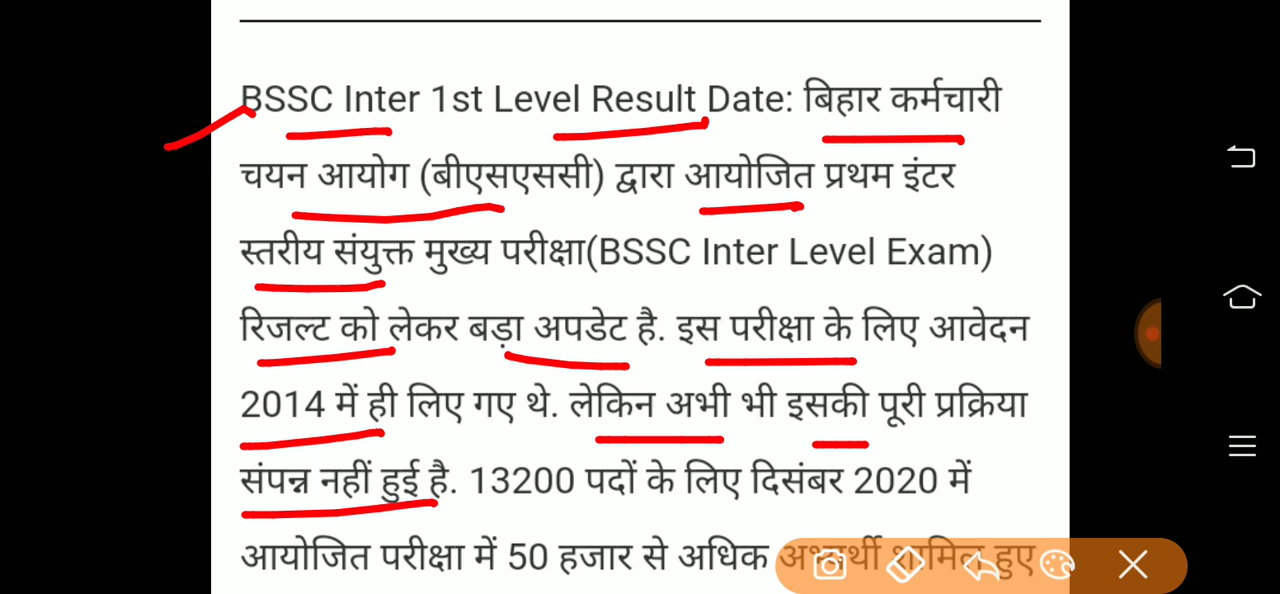 BSSC Inter 1st Level Result Date: बिहार कर्मचारी
चयन आयोग (बीएसएससी) द्वारा आयोजित प्रथम इंटर
स्तरीय संयुक्त मुख्य परीक्षा(BSSC Inter Level Exam)
रिजल्ट को लेकर बड़ा अपडेट है. इस परीक्षा के लिए आवेदन
2014 में ही लिए गए थे. लेकिन अभी भी इसकी पूरी प्रक्रिया
संपन्न नहीं हुई है. 13200 पदों के लिए दिसंबर 2020 में
आयोजित परीक्षा में 50 हजार से अधिक अभ्यर्थी शामिल हुए